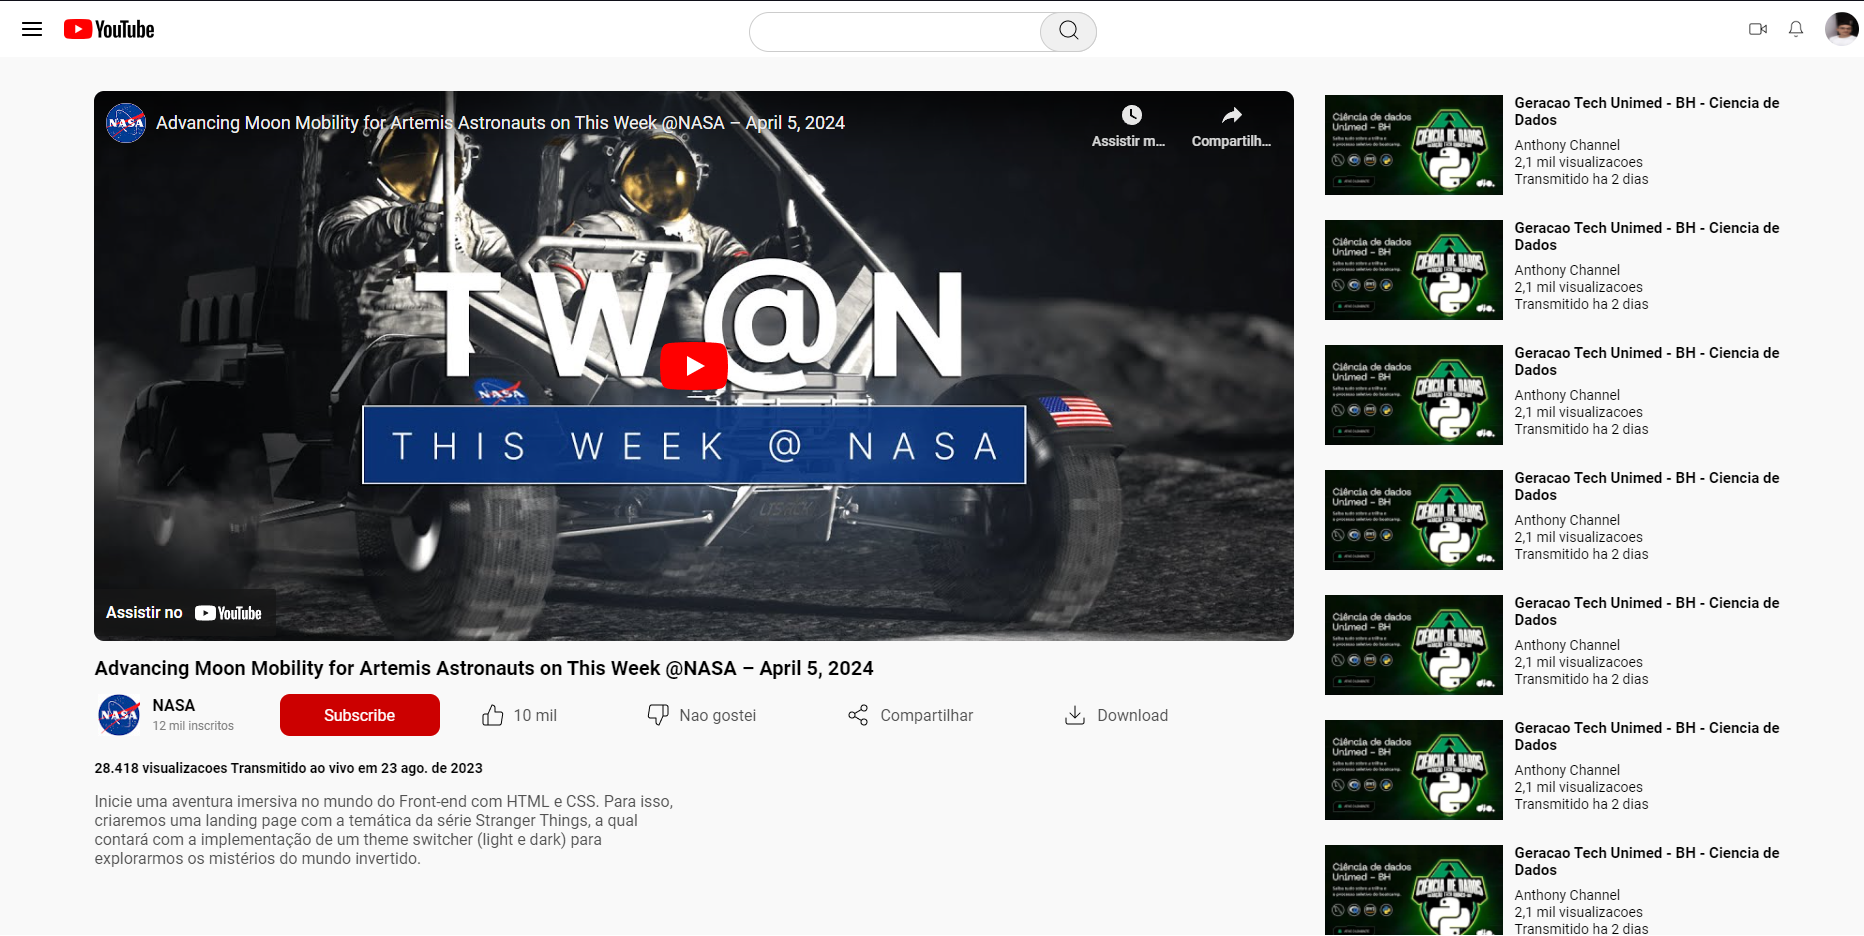 YouTube
NASA
Advancing Moon Mobility for Artemis Astronauts on This Week @NASA – April 5, 2024
Assistir m...
Compartilh...
TW@N
NASA
THIS WEEK @ NASA
Assistir no YouTube
Advancing Moon Mobility for Artemis Astronauts on This Week @NASA – April 5, 2024
NASA
NASA
12 mil inscritos
Subscribe
10 mil
Nao gostei
Compartilhar
Download
28.418 visualizacoes Transmitido ao vivo em 23 ago. de 2023
Inicie uma aventura imersiva no mundo do Front-end com HTML e CSS. Para isso,
criaremos uma landing page com a temática da série Stranger Things, a qual
contará com a implementação de um theme switcher (light e dark) para
explorarmos os mistérios do mundo invertido.
Ciência de dados
Unimed - BH
CIÊNCIA DE DADOS
dio.
Geracao Tech Unimed - BH - Ciencia de
Dados
Anthony Channel
2,1 mil visualizacoes
Transmitido ha 2 dias
Ciência de dados
Unimed - BH
CIÊNCIA DE DADOS
dio.
Geracao Tech Unimed - BH - Ciencia de
Dados
Anthony Channel
2,1 mil visualizacoes
Transmitido ha 2 dias
Ciência de dados
Unimed - BH
CIÊNCIA DE DADOS
dio.
Geracao Tech Unimed - BH - Ciencia de
Dados
Anthony Channel
2,1 mil visualizacoes
Transmitido ha 2 dias
Ciência de dados
Unimed - BH
CIÊNCIA DE DADOS
dio.
Geracao Tech Unimed - BH - Ciencia de
Dados
Anthony Channel
2,1 mil visualizacoes
Transmitido ha 2 dias
Ciência de dados
Unimed - BH
CIÊNCIA DE DADOS
dio.
Geracao Tech Unimed - BH - Ciencia de
Dados
Anthony Channel
2,1 mil visualizacoes
Transmitido ha 2 dias
Ciência de dados
Unimed - BH
CIÊNCIA DE DADOS
dio.
Geracao Tech Unimed - BH - Ciencia de
Dados
Anthony Channel
2,1 mil visualizacoes
Transmitido ha 2 dias
Ciência de dados
Unimed - BH
CIÊNCIA DE DADOS
Geracao Tech Unimed - BH - Ciencia de
Dados
Anthony Channel
2,1 mil visualizacoes
Transmitido ha 2 dias